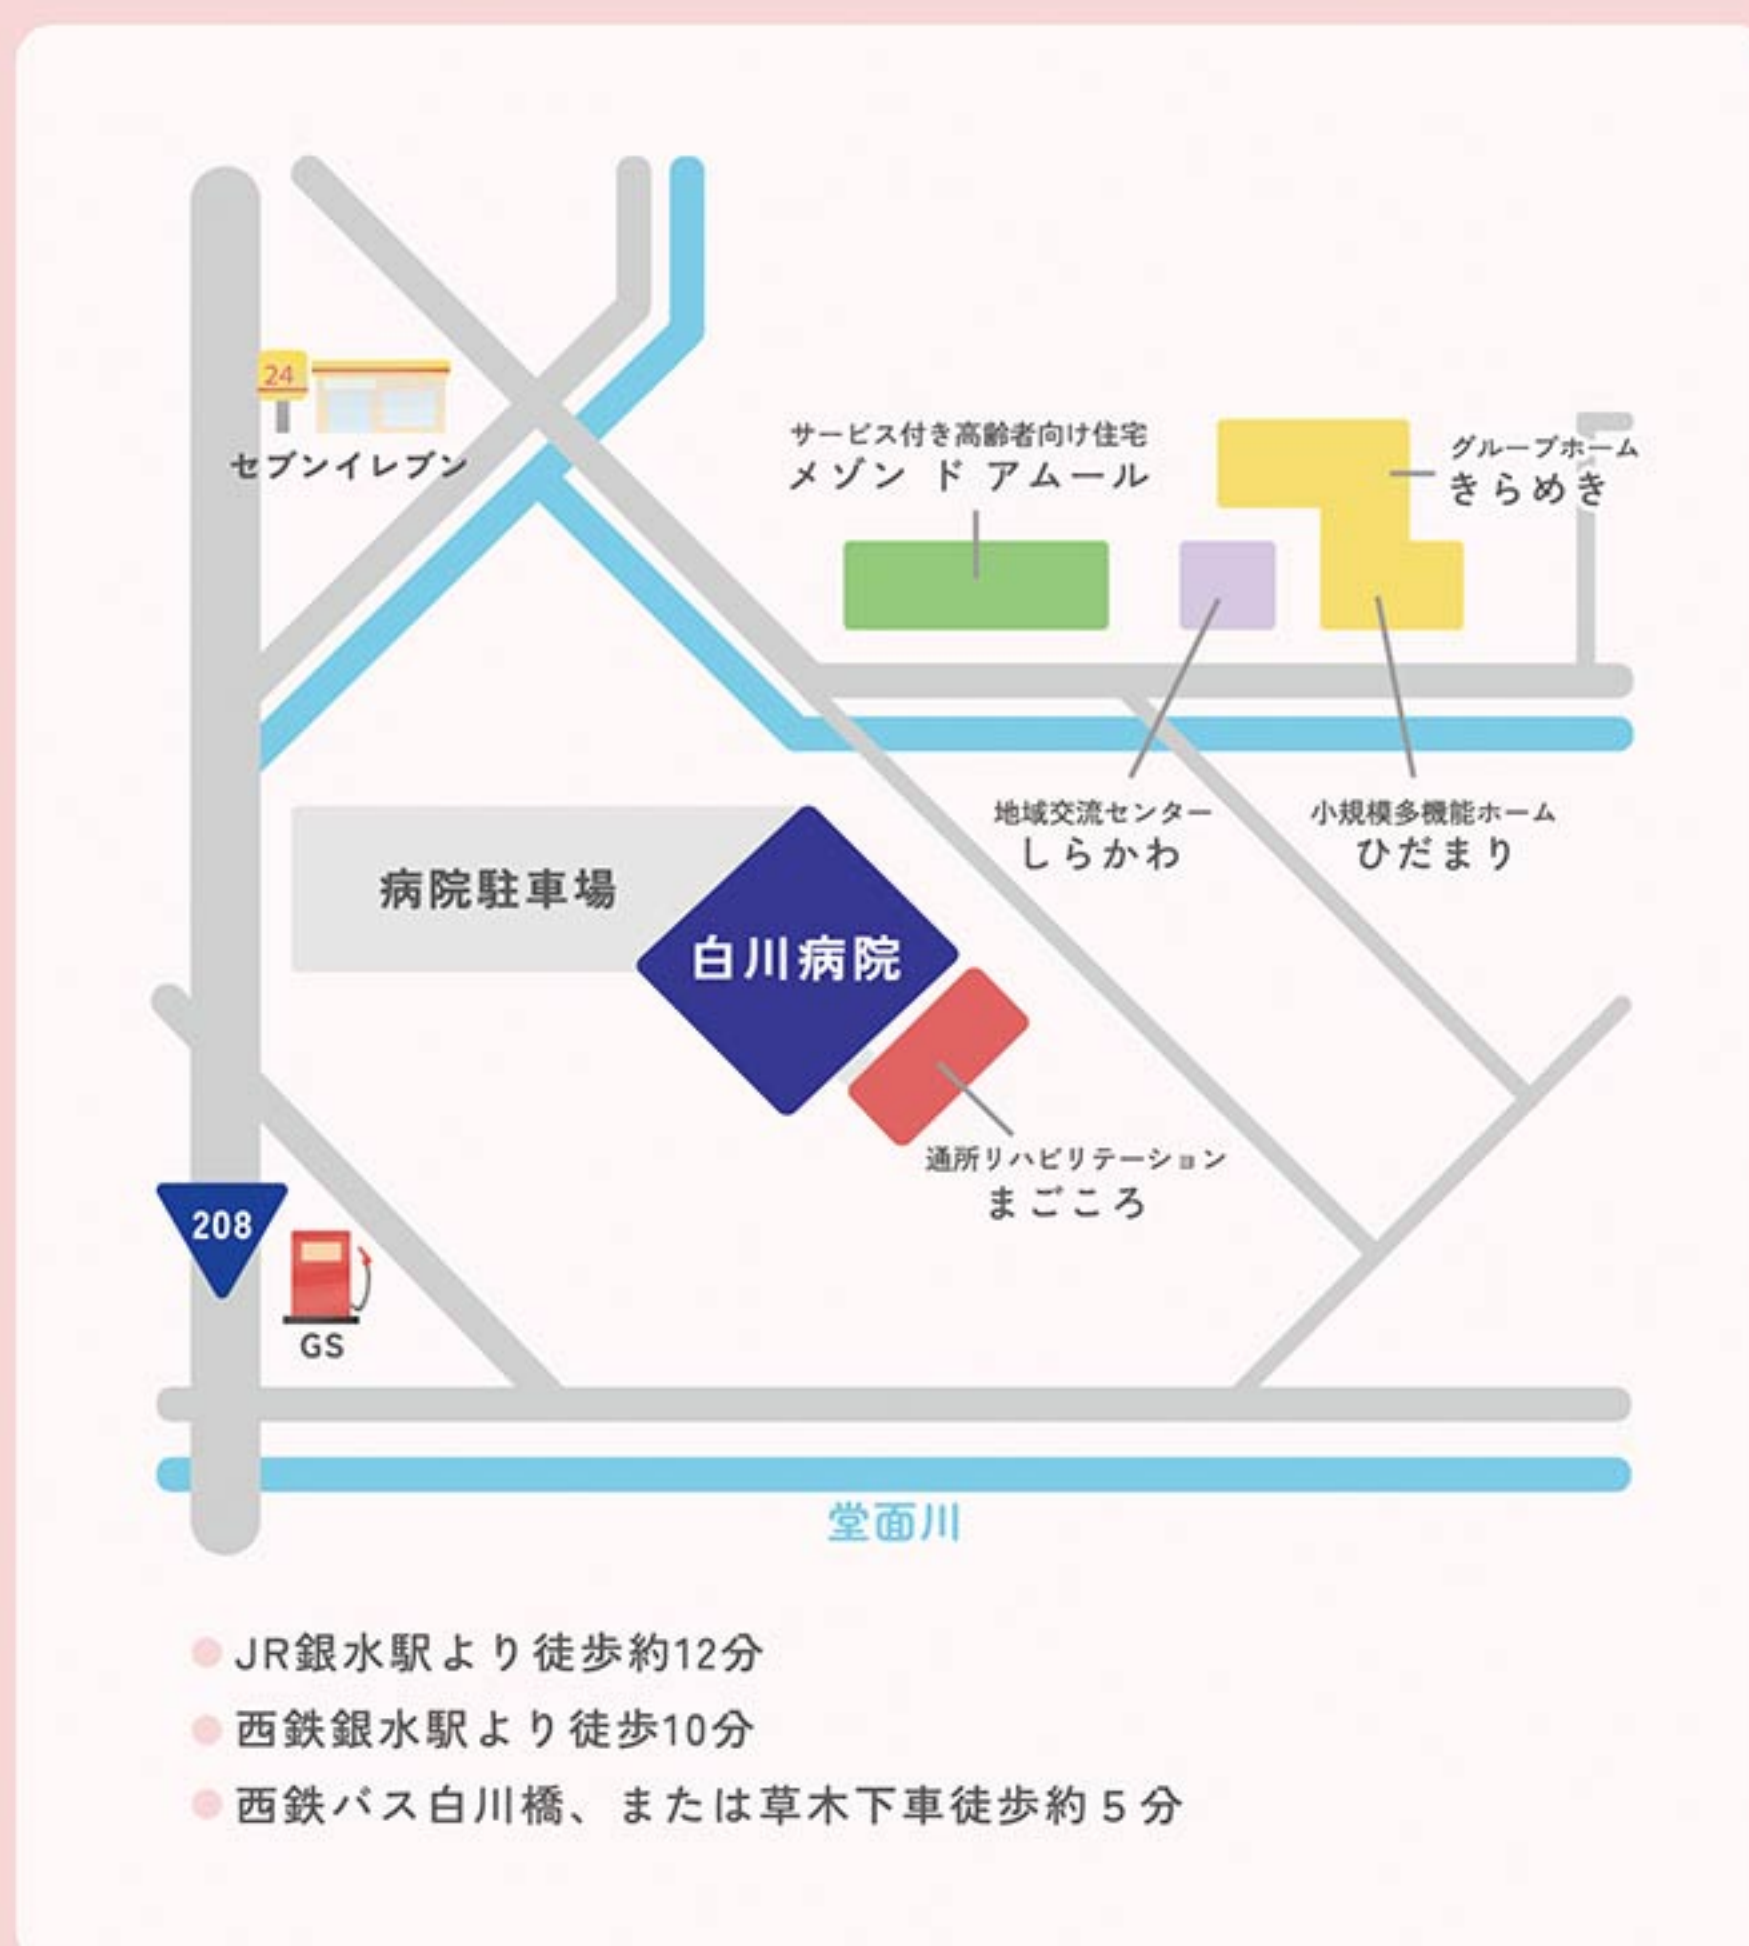 24
セブンイレブン
サービス付き高齢者向け住宅
メゾン ド アムール
グループホーム
きらめき
地域交流センター
しらかわ
小規模多機能ホーム
ひだまり
病院駐車場
白川病院
通所リハビリテーション
まごころ
208
GS
堂面川
JR銀水駅より徒歩約12分
西鉄銀水駅より徒歩10分
西鉄バス白川橋、または草木下車徒歩約5分